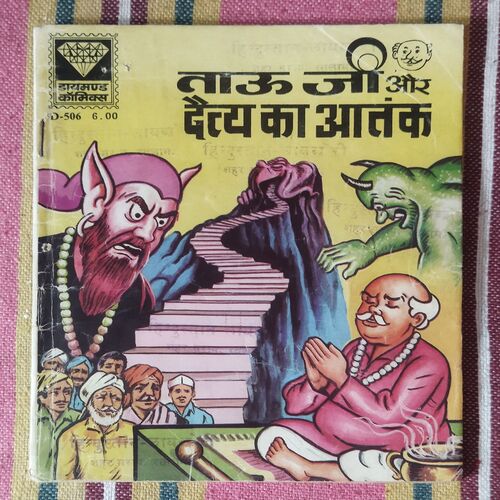 डायमण्ड
कॉमिक्स
D-506 6.00
ताऊ जी और
दैत्य का आतंक